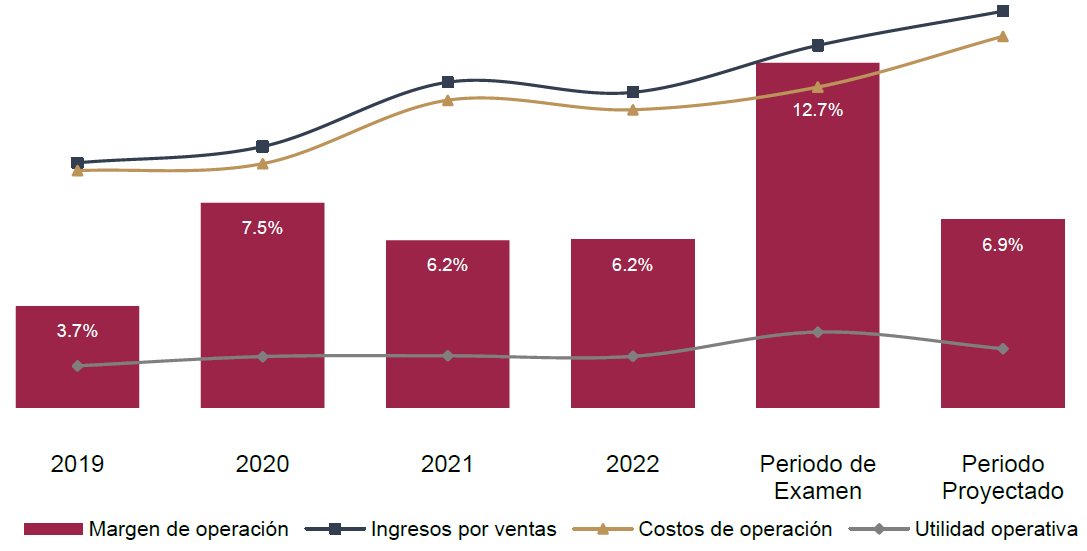 12.7%
7.5%
6.2%
6.2%
6.9%
3.7%
2019
2020
2021
2022
Periodo de
Examen
Periodo
Proyectado
Margen de operación
Ingresos por ventas
Costos de operación
Utilidad operativa